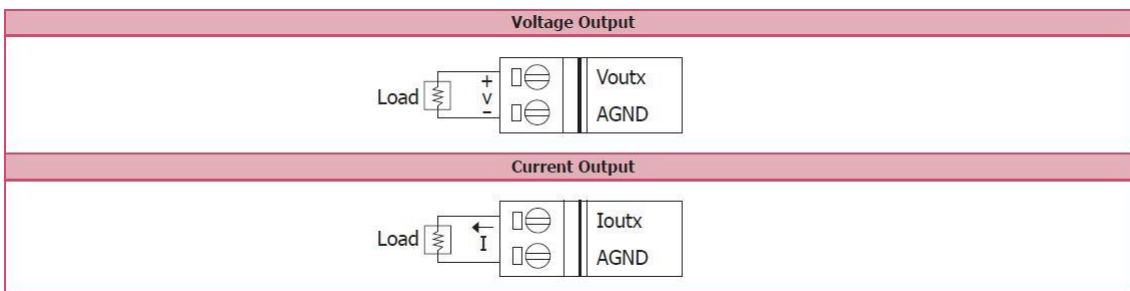 Voltage Output
Load + V - Voutx
AGND
Current Output
Load I Ioutx
AGND